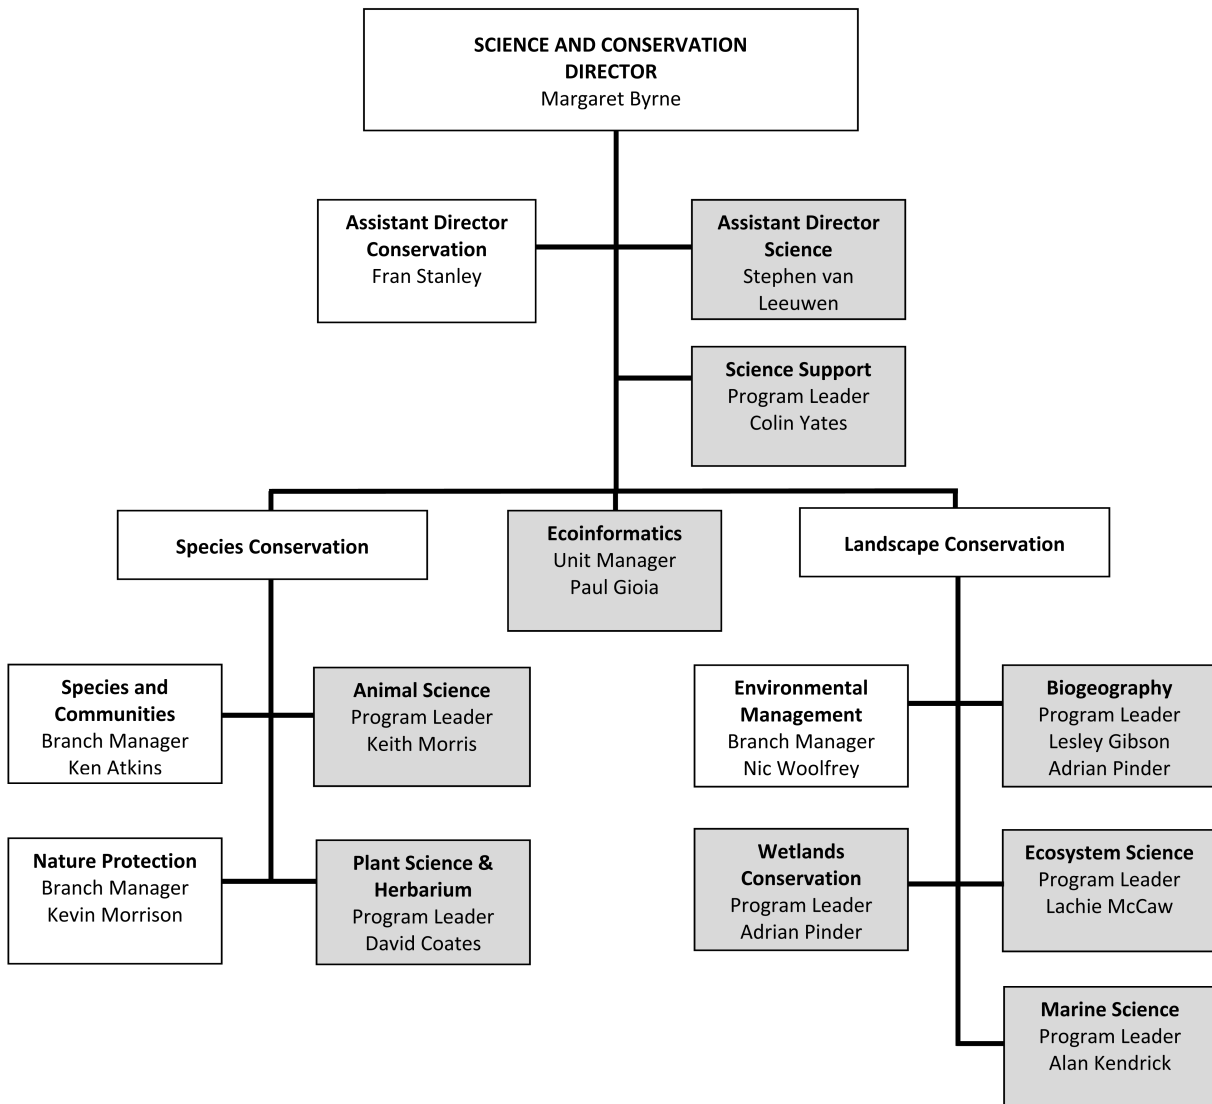 SCIENCE AND CONSERVATION
DIRECTOR
Margaret Byrne
Assistant Director
Conservation
Fran Stanley
Assistant Director
Science
Stephen van
Leeuwen
Science Support
Program Leader
Colin Yates
Species Conservation
Ecoinformatics
Unit Manager
Paul Gioia
Landscape Conservation
Species and
Communities
Branch Manager
Ken Atkins
Animal Science
Program Leader
Keith Morris
Environmental
Management
Branch Manager
Nic Woolfrey
Biogeography
Program Leader
Lesley Gibson
Adrian Pinder
Nature Protection
Branch Manager
Kevin Morrison
Plant Science &
Herbarium
Program Leader
David Coates
Wetlands
Conservation
Program Leader
Adrian Pinder
Ecosystem Science
Program Leader
Lachie McCaw
Marine Science
Program Leader
Alan Kendrick